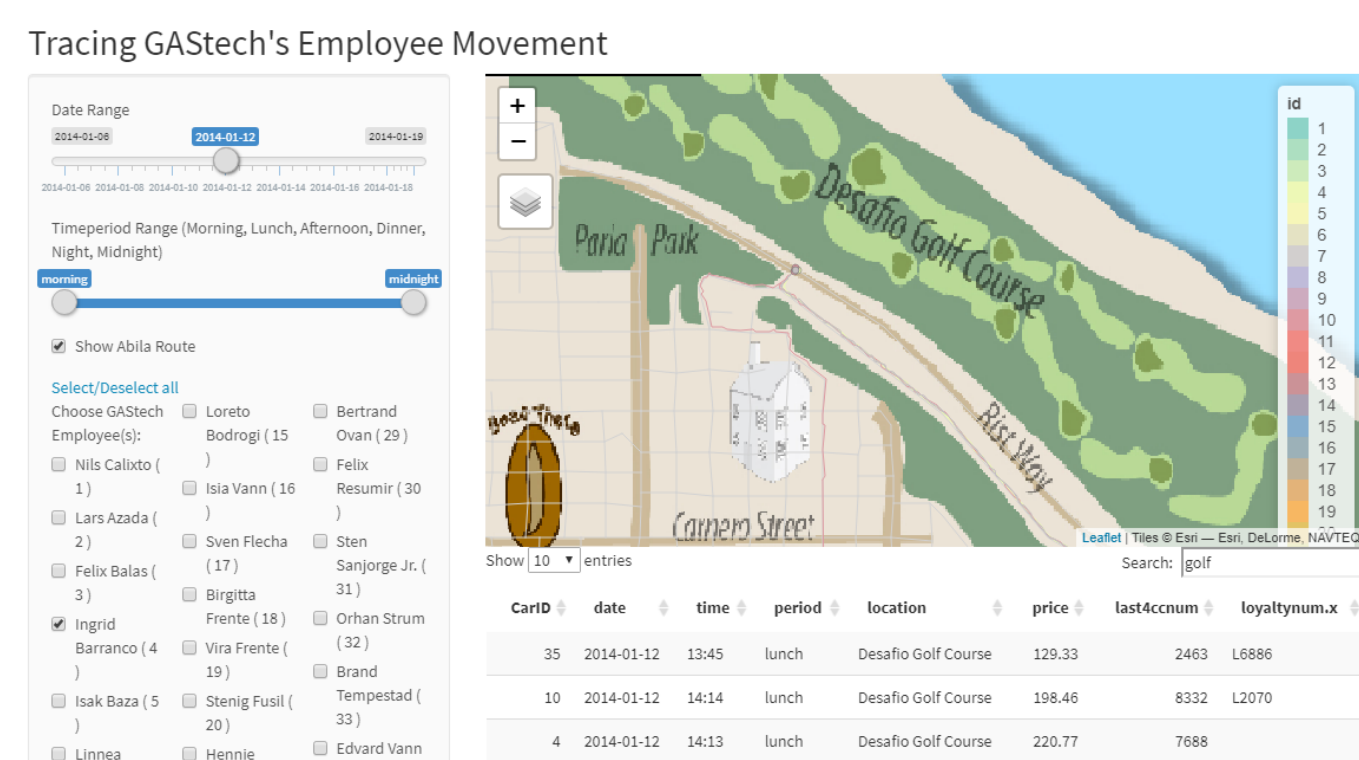 Tracing GAStech's Employee Movement
Date Range
2014-01-06 2014-01-12 2014-01-19
2014-01-06 2014-01-08 2014-01-10 2014-01-12 2014-01-14 2014-01-16 2014-01-18
Timeperiod Range (Morning, Lunch, Afternoon, Dinner,
Night, Midnight)
morning midnight
Show Abila Route
Select/Deselect all
Choose GAStech
Employee(s):
Nils Calixto (
1 )
Lars Azada (
2 )
Felix Balas (
3 )
Ingrid
Barranco ( 4
)
Isak Baza ( 5
)
Linnea
Loreto
Bodrogi ( 15
)
Isia Vann ( 16
)
Sven Flecha
( 17 )
Birgitta
Frente ( 18 )
Vira Frente (
19 )
Stenig Fusil (
20 )
Hennie
Bertrand
Ovan ( 29 )
Felix
Resumir ( 30
)
Sten
Sanjorge Jr. (
31 )
Orhan Strum
( 32 )
Brand
Tempestad (
33 )
Edvard Vann
+
−
Desafio Golf Course
Paria Park
Rist Way
Carnero Street
id
1
2
3
4
5
6
7
8
9
10
11
12
13
14
15
16
17
18
19
Leaflet | Tiles © Esri — Esri, DeLorme, NAVTEQ
Show 10 entries
Search: golf
CarID date time period location price last4ccnum loyaltynum.x
35 2014-01-12 13:45 lunch Desafio Golf Course 129.33 2463 L6886
10 2014-01-12 14:14 lunch Desafio Golf Course 198.46 8332 L2070
4 2014-01-12 14:13 lunch Desafio Golf Course 220.77 7688